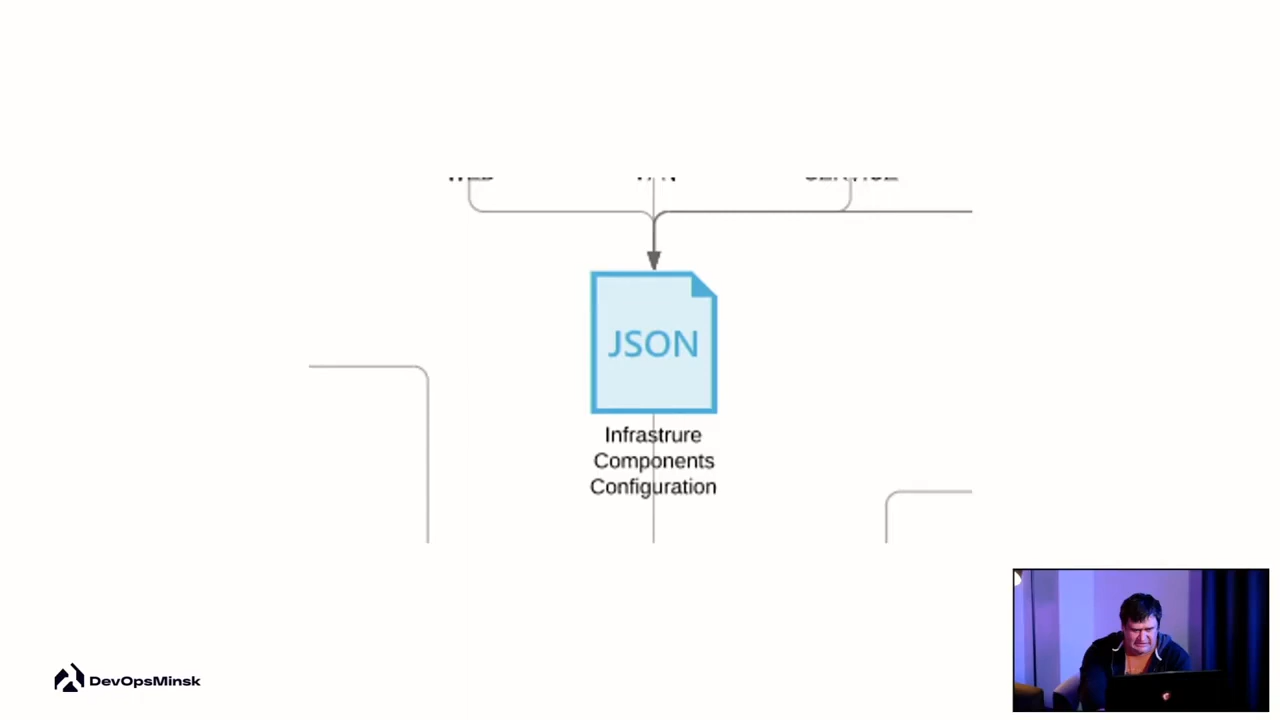 JSON
Infrastrure
Components
Configuration
DevOpsMinsk